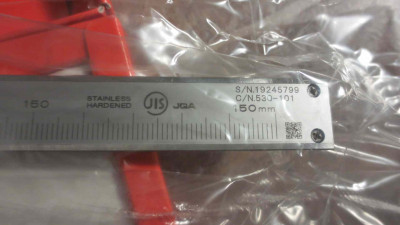 150
STAINLESS
HARDENED
JIS
JQA
S/N.19245799
C/N.530-101
150mm